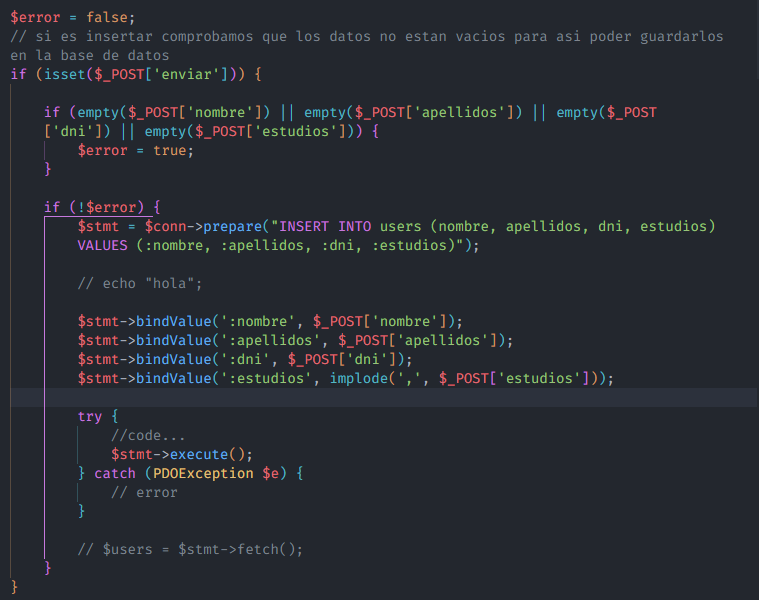 $error = false;
// si es insertar comprobamos que los datos no estan vacios para asi poder guardarlos
en la base de datos
if (isset($_POST['enviar'])) {
if (empty($_POST['nombre']) || empty($_POST['apellidos']) || empty($_POST
['dni']) || empty($_POST['estudios'])) {
$error = true;
}
if (!$error) {
$stmt = $conn->prepare("INSERT INTO users (nombre, apellidos, dni, estudios)
VALUES (:nombre, :apellidos, :dni, :estudios)");
// echo "hola";
$stmt->bindValue(':nombre', $_POST['nombre']);
$stmt->bindValue(':apellidos', $_POST['apellidos']);
$stmt->bindValue(':dni', $_POST['dni']);
$stmt->bindValue(':estudios', implode(',', $_POST['estudios']));
try {
//code...
$stmt->execute();
} catch (PDOException $e) {
// error
}
// $users = $stmt->fetch();
}
}